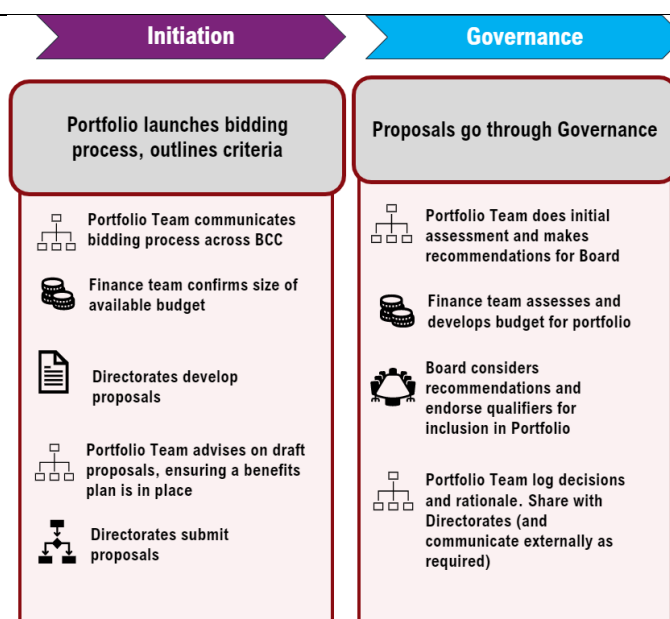 Initiation
Governance
Portfolio launches bidding
process, outlines criteria
Portfolio Team communicates
bidding process across BCC
Finance team confirms size of
available budget
Directorates develop
proposals
Portfolio Team advises on draft
proposals, ensuring a benefits
plan is in place
Directorates submit
proposals
Proposals go through Governance
Portfolio Team does initial
assessment and makes
recommendations for Board
Finance team assesses and
develops budget for portfolio
Board considers
recommendations and
endorse qualifiers for
inclusion in Portfolio
Portfolio Team log decisions
and rationale. Share with
Directorates (and
communicate externally as
required)